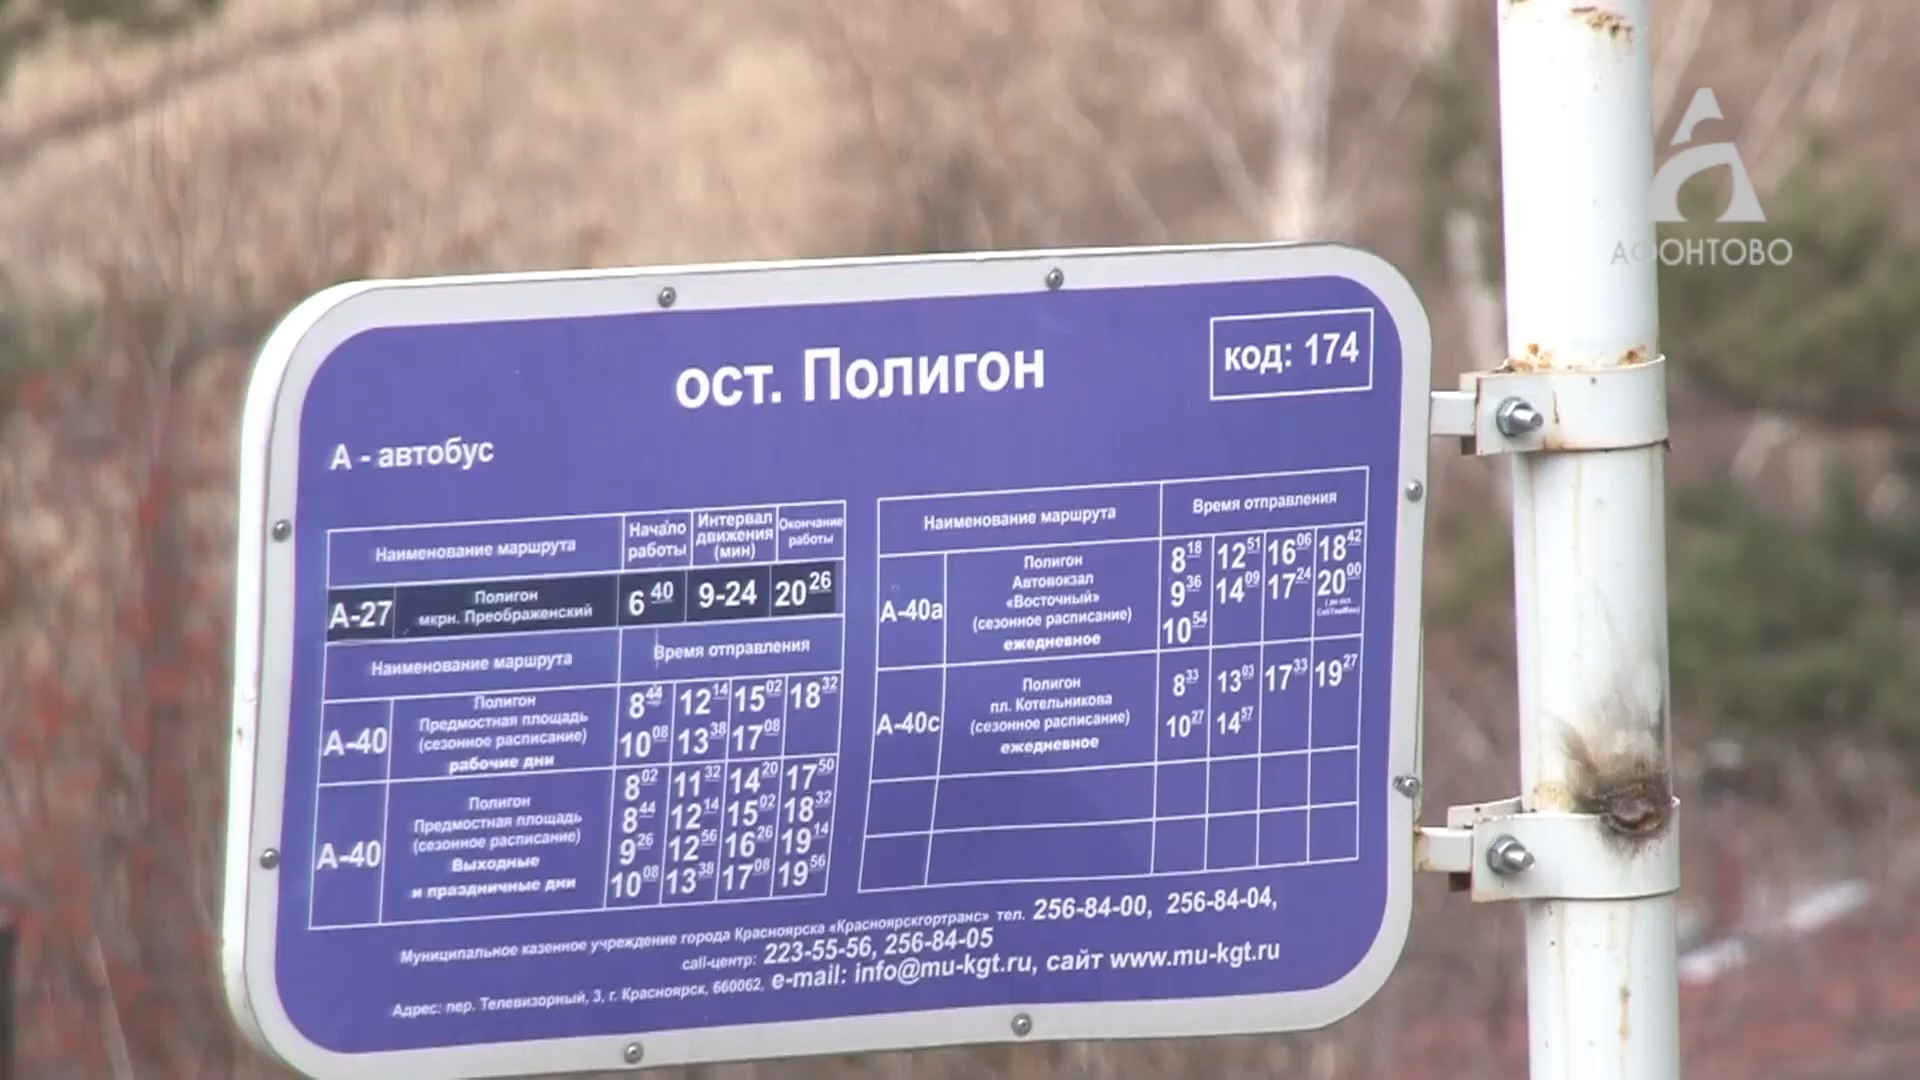 АФОНТОВО
ост. Полигон
код: 174
А - автобус
Наименование маршрута Начало работы Интервал движения (мин) Окончание работы
А-27 Полигон мкрн. Преображенский 6 40 9-24 20 26
Наименование маршрута Время отправления
А-40 Полигон
Предмостная площадь
(сезонное расписание)
рабочие дни
8 44 12 14 15 02 18 32
10 08 13 38 17 08
А-40 Полигон
Предмостная площадь
(сезонное расписание)
Выходные
и праздничные дни
8 02 11 32 14 20 17 50
8 44 12 14 15 02 18 32
9 26 12 56 16 26 19 14
10 08 13 38 17 08 19 56
Наименование маршрута Время отправления
А-40а Полигон
Автовокзал
«Восточный»
(сезонное расписание)
ежедневное
8 18 12 51 16 06 18 42
9 36 14 09 17 24 20 00
10 54
А-40с Полигон
пл. Котельникова
(сезонное расписание)
ежедневное
8 33 13 03 17 33 19 27
10 27 14 57
Муниципальное казенное учреждение города Красноярска «Красноярскгортранс» тел. 256-84-00, 256-84-04,
call-центр: 223-55-56, 256-84-05
Адрес: пер. Телевизорный, 3, г. Красноярск, 660062, e-mail: info@mu-kgt.ru, сайт www.mu-kgt.ru